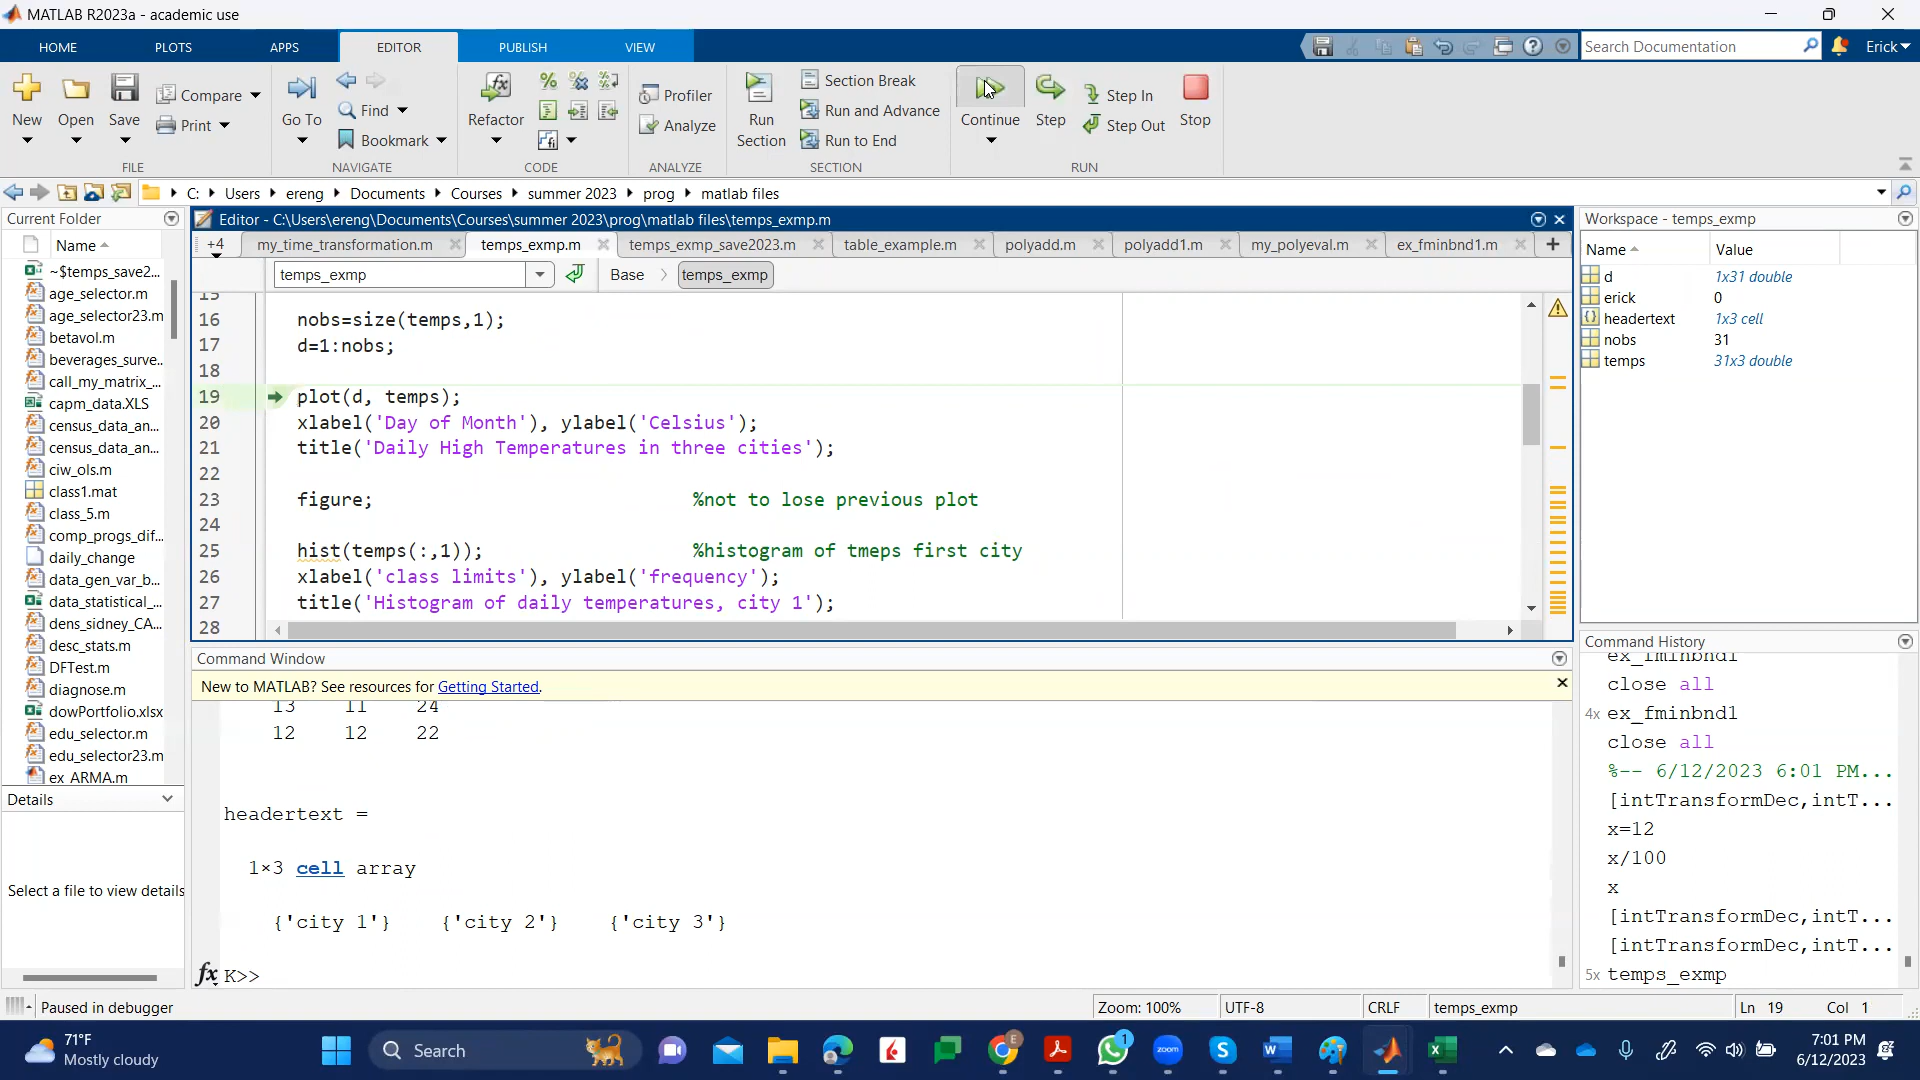 MATLAB R2023a - academic use
HOME PLOTS APPS EDITOR PUBLISH VIEW
Search Documentation
Erick
New Open Save Compare Print
FILE
Go To Find Bookmark
NAVIGATE
Refactor
CODE
Profiler
Analyze
ANALYZE
Run Section
Section Break
Run and Advance
Run to End
SECTION
Continue Step Step In Step Out Stop
RUN
C: Users ereng Documents Courses summer 2023 prog matlab files
Current Folder
Name
~$temps_save2...
age_selector.m
age_selector23.m
betavol.m
beverages_surve...
call_my_matrix_...
capm_data.XLS
census_data_an...
census_data_an...
ciw_ols.m
class1.mat
class_5.m
comp_progs_dif...
daily_change
data_gen_var_b...
data_statistical_...
dens_sidney_CA...
desc_stats.m
DFTest.m
diagnose.m
dowPortfolio.xlsx
edu_selector.m
edu_selector23.m
ex ARMA.m
Details
Select a file to view details
Editor - C:\Users\ereng\Documents\Courses\summer 2023\prog\matlab files\temps_exmp.m
+4 my_time_transformation.m temps_exmp.m temps_exmp_save2023.m table_example.m polyadd.m polyadd1.m my_polyeval.m ex_fminbnd1.m
temps_exmp Base temps_exmp
15
16 nobs=size(temps,1);
17 d=1:nobs;
18
19 plot(d, temps);
20 xlabel('Day of Month'), ylabel('Celsius');
21 title('Daily High Temperatures in three cities');
22
23 figure; %not to lose previous plot
24
25 hist(temps(:,1)); %histogram of tmeps first city
26 xlabel('class limits'), ylabel('frequency');
27 title('Histogram of daily temperatures, city 1');
28
Command Window
New to MATLAB? See resources for Getting Started.
13 11 24
12 12 22
headertext =
1×3 cell array
{'city 1'} {'city 2'} {'city 3'}
fx K>>
Workspace - temps_exmp
Name Value
d 1x31 double
erick 0
headertext 1x3 cell
nobs 31
temps 31x3 double
Command History
ex_fminbnd1
close all
4x ex_fminbnd1
close all
%-- 6/12/2023 6:01 PM...
[intTransformDec,intT...
x=12
x/100
x
[intTransformDec,intT...
[intTransformDec,intT...
5x temps_exmp
Paused in debugger
Zoom: 100% UTF-8 CRLF temps_exmp Ln 19 Col 1
71°F
Mostly cloudy
Search
zoom
7:01 PM
6/12/2023